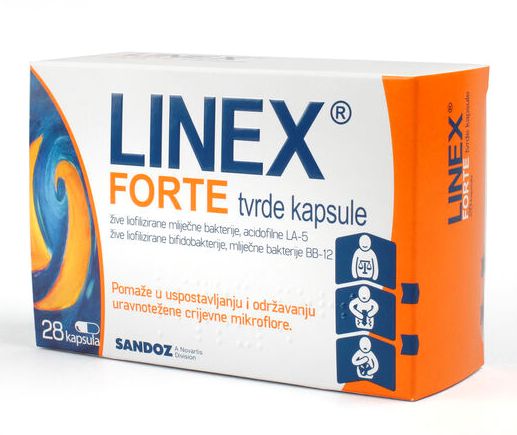 LINEX®
FORTE tvrde kapsule
žive liofilizirane mliječne bakterije, acidofilne LA-5
žive liofilizirane bifidobakterije, mliječne bakterije BB-12
Pomaže u uspostavljanju i održavanju
uravnotežene crijevne mikroflore.
28 kapsula
SANDOZ A Novartis
Division
LINEX®
FORTE tvrde kapsule